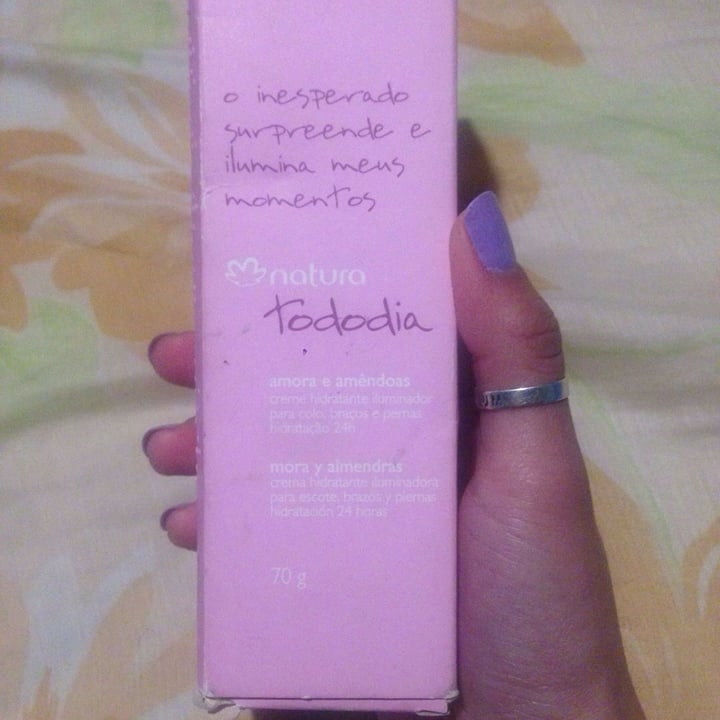 o inesperado
surpreende e
ilumina meus
momentos
natura
tododia
amora e amêndoas
creme hidratante iluminador
para colo, braços e pernas
hidratação 24h
mora y almendras
crema hidratante iluminadora
para escote, brazos y piernas
hidratación 24 horas
70 g